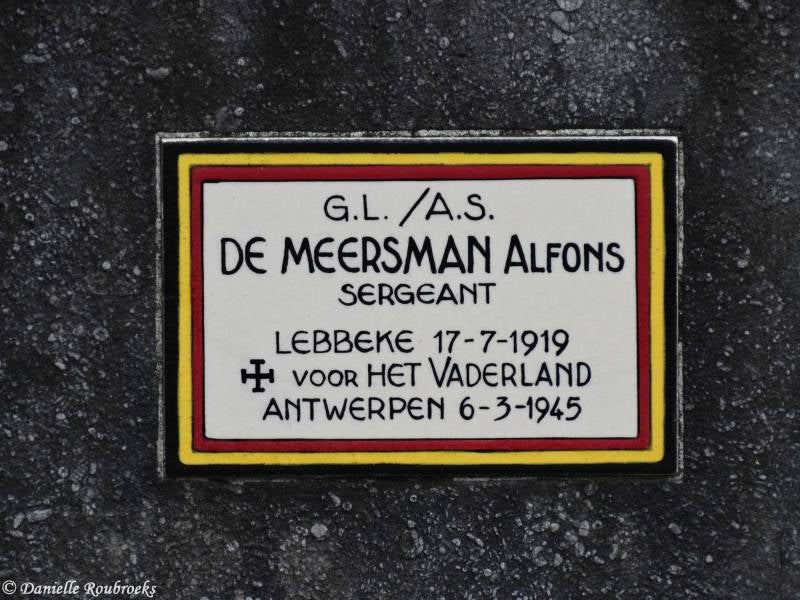 G.L. /A.S.
DE MEERSMAN ALFONS
SERGEANT
LEBBEKE 17-7-1919
VOOR HET VADERLAND
ANTWERPEN 6-3-1945
© Danielle Roubroeks